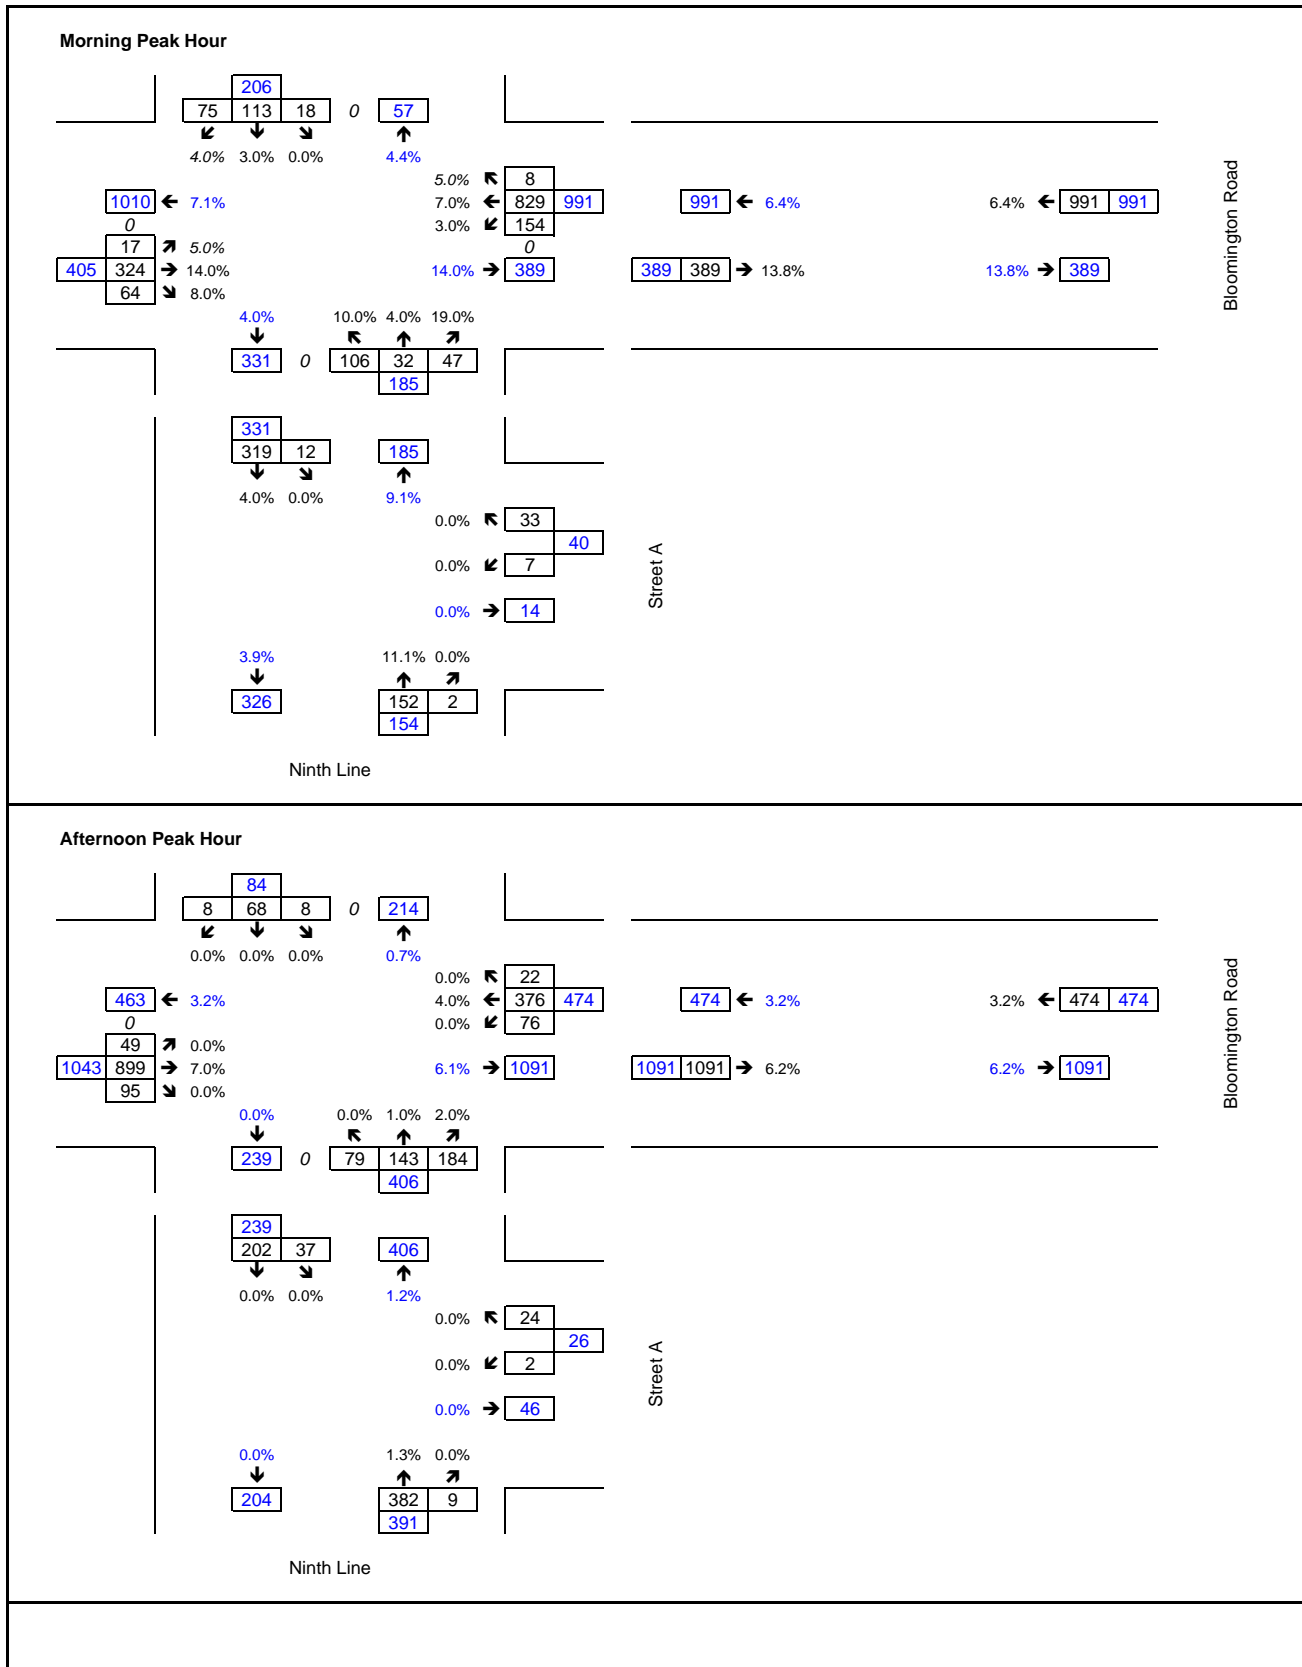 Morning Peak Hour
206
75 113 18 0 57
4.0% 3.0% 0.0% 4.4%
5.0% 8
1010 7.1% 7.0% 829 991 991 6.4% 6.4% 991 991
0 3.0% 154
17 5.0% 0
405 324 14.0% 14.0% 389 389 389 13.8% 13.8% 389
64 8.0%
4.0% 10.0% 4.0% 19.0%
331 0 106 32 47
185
Bloomington Road
331
319 12 185
4.0% 0.0% 9.1%
0.0% 33
40
0.0% 7
0.0% 14
Street A
3.9% 11.1% 0.0%
326 152 2
154
Ninth Line
Afternoon Peak Hour
84
8 68 8 0 214
0.0% 0.0% 0.0% 0.7%
0.0% 22
463 3.2% 4.0% 376 474 474 3.2% 3.2% 474 474
0 0.0% 76
49 0.0%
1043 899 7.0% 6.1% 1091 1091 1091 6.2% 6.2% 1091
95 0.0%
0.0% 0.0% 1.0% 2.0%
239 0 79 143 184
406
Bloomington Road
239
202 37 406
0.0% 0.0% 1.2%
0.0% 24
26
0.0% 2
0.0% 46
Street A
0.0% 1.3% 0.0%
204 382 9
391
Ninth Line